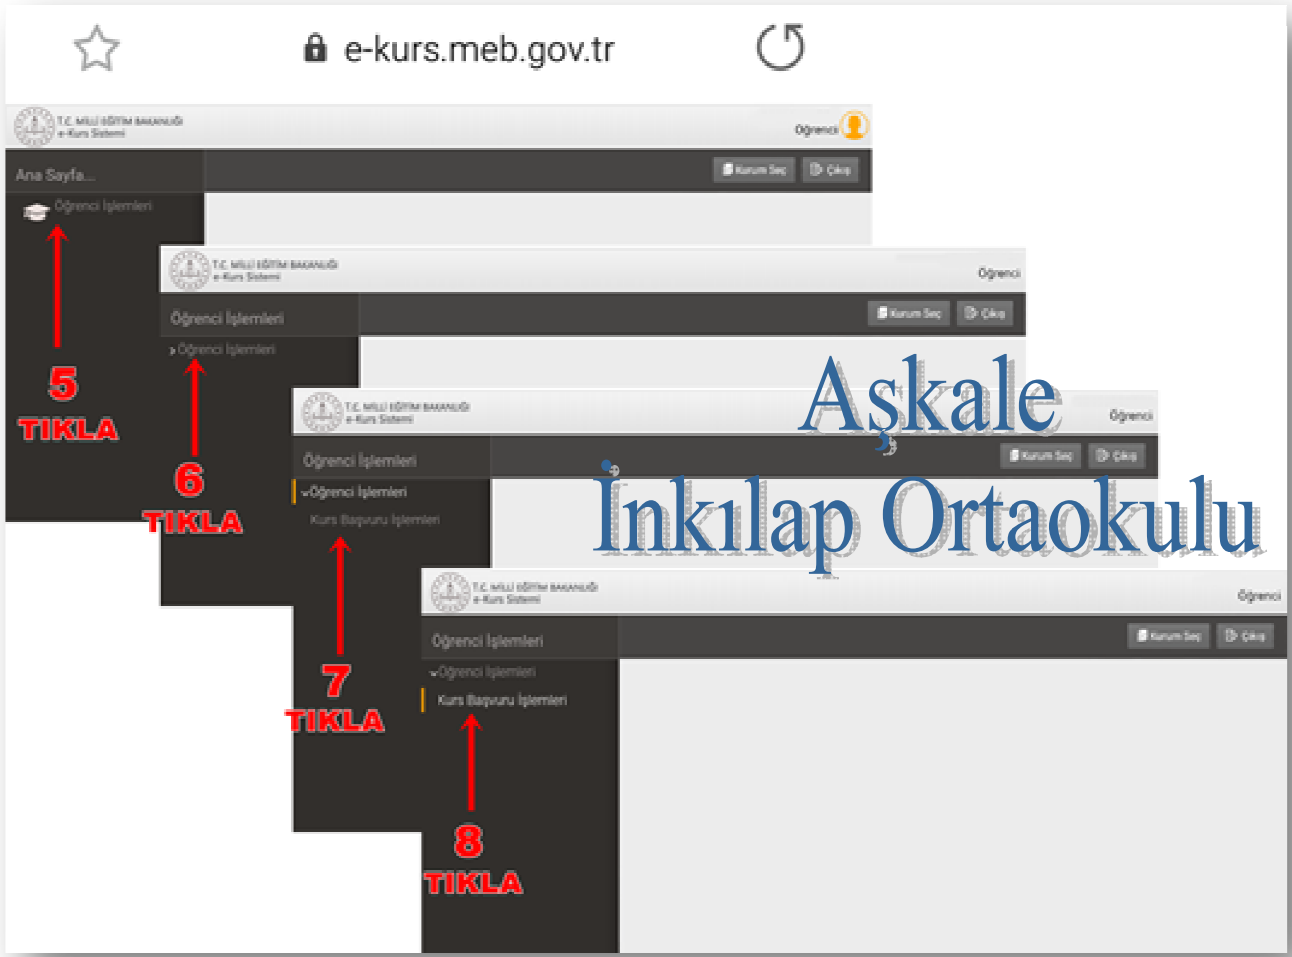 e-kurs.meb.gov.tr
T.C. MİLLİ EĞİTİM BAKANLIĞI
e-Kurs Sistemi
Öğrenci
Ana Sayfa...
Kurum Seç
Çıkış
Öğrenci İşlemleri
5
TIKLA
T.C. MİLLİ EĞİTİM BAKANLIĞI
e-Kurs Sistemi
Öğrenci
Öğrenci İşlemleri
Kurum Seç
Çıkış
Öğrenci İşlemleri
6
TIKLA
Aşkale
İnkılap Ortaokulu
T.C. MİLLİ EĞİTİM BAKANLIĞI
e-Kurs Sistemi
Öğrenci
Öğrenci İşlemleri
Kurum Seç
Çıkış
Öğrenci İşlemleri
Kurs Başvuru İşlemleri
7
TIKLA
T.C. MİLLİ EĞİTİM BAKANLIĞI
e-Kurs Sistemi
Öğrenci
Öğrenci İşlemleri
Kurum Seç
Çıkış
Öğrenci İşlemleri
Kurs Başvuru İşlemleri
8
TIKLA